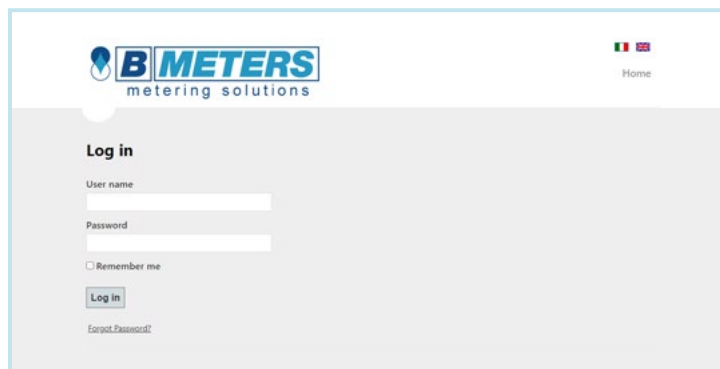 B METERS
metering solutions
Home
Log in
User name
Password
Remember me
Log in
Forgot Password?